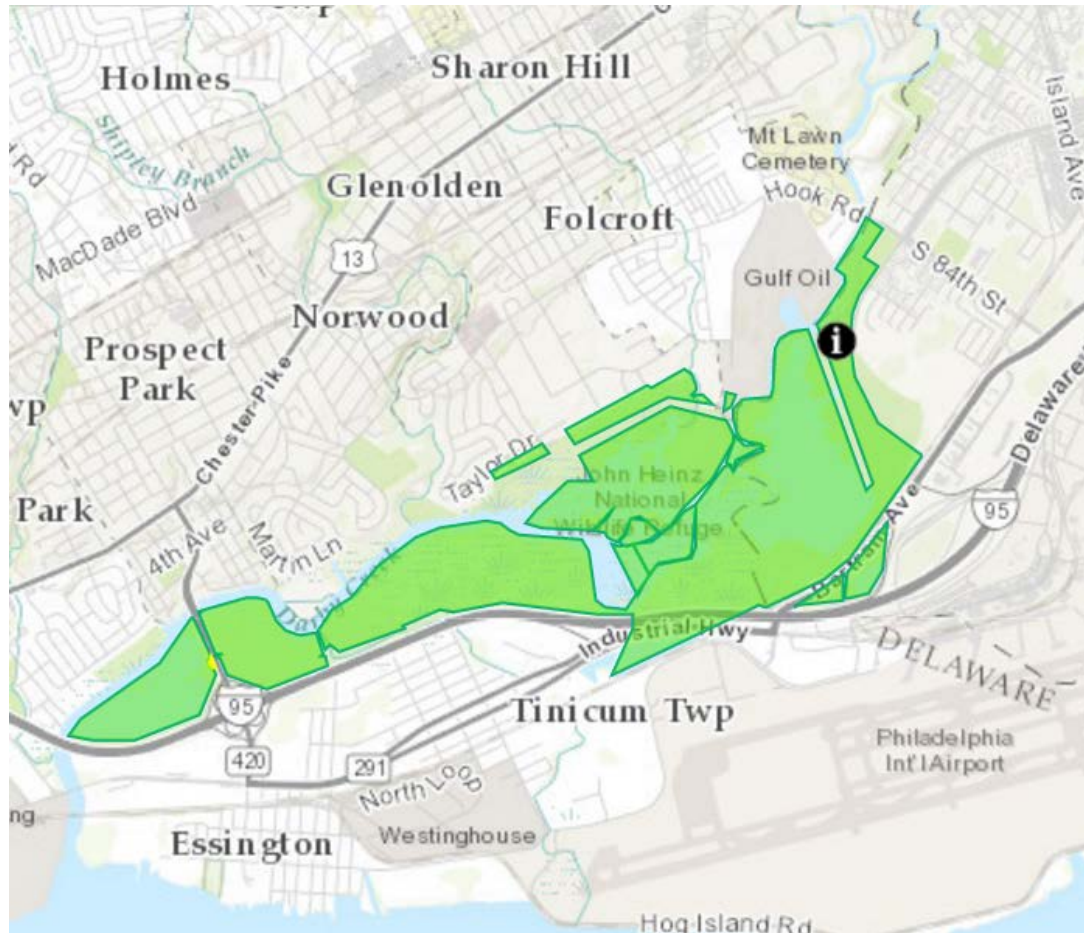 Sharon Hill
Holmes
Mt Lawn
Cemetery
Island Ave
Shipley Branch
Glenolden
Hook Rd
MacDade Blvd
Folcroft
S 84th St
13
Gulf Oil
Norwood
i
Prospect
Park
Chester Pike
Delaware
Taylor Dr
John Heinz
National
Wildlife Refuge
Park
95
4th Ave
Martin Ln
Darby Creek
Bartram Ave
Industrial Hwy
DELAWARE
95
Tinicum Twp
Philadelphia
Int'l Airport
420
291
North Loop
Westinghouse
Essington
Hog Island Rd